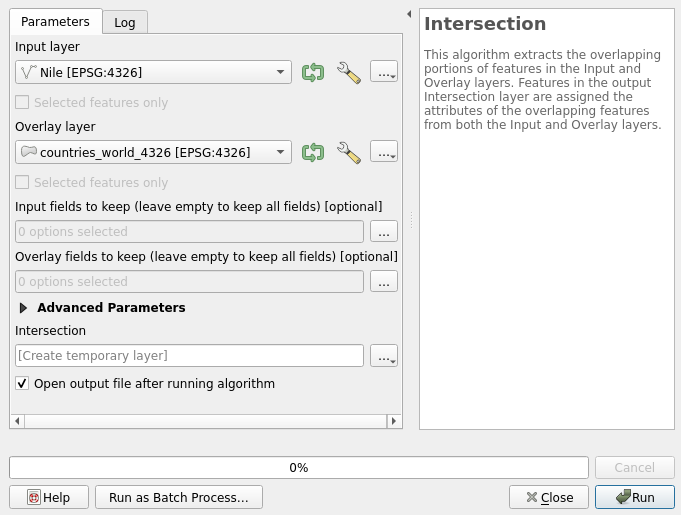 Parameters
Log
Input layer
Nile [EPSG:4326]
...
Selected features only
Overlay layer
countries_world_4326 [EPSG:4326]
...
Selected features only
Input fields to keep (leave empty to keep all fields) [optional]
0 options selected
...
Overlay fields to keep (leave empty to keep all fields) [optional]
0 options selected
...
Advanced Parameters
Intersection
[Create temporary layer]
...
Open output file after running algorithm
Intersection
This algorithm extracts the overlapping
portions of features in the Input and
Overlay layers. Features in the output
Intersection layer are assigned the
attributes of the overlapping features
from both the Input and Overlay layers.
0%
Cancel
Help
Run as Batch Process...
Close
Run